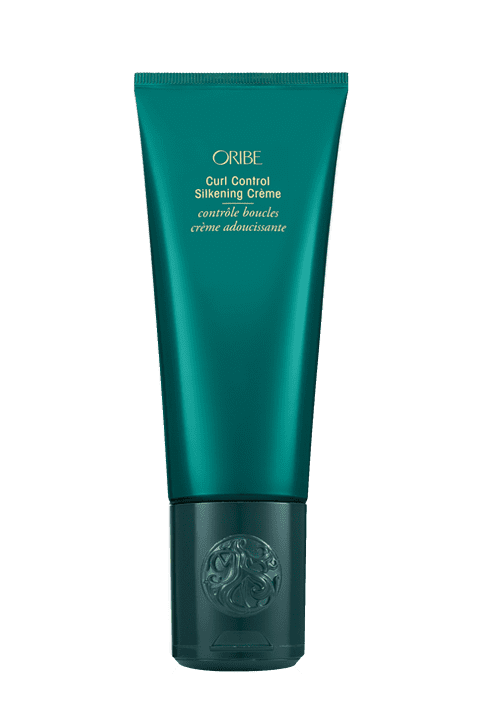 ORIBE
Curl Control
Silkening Crème
contrôle boucles
crème adoucissante